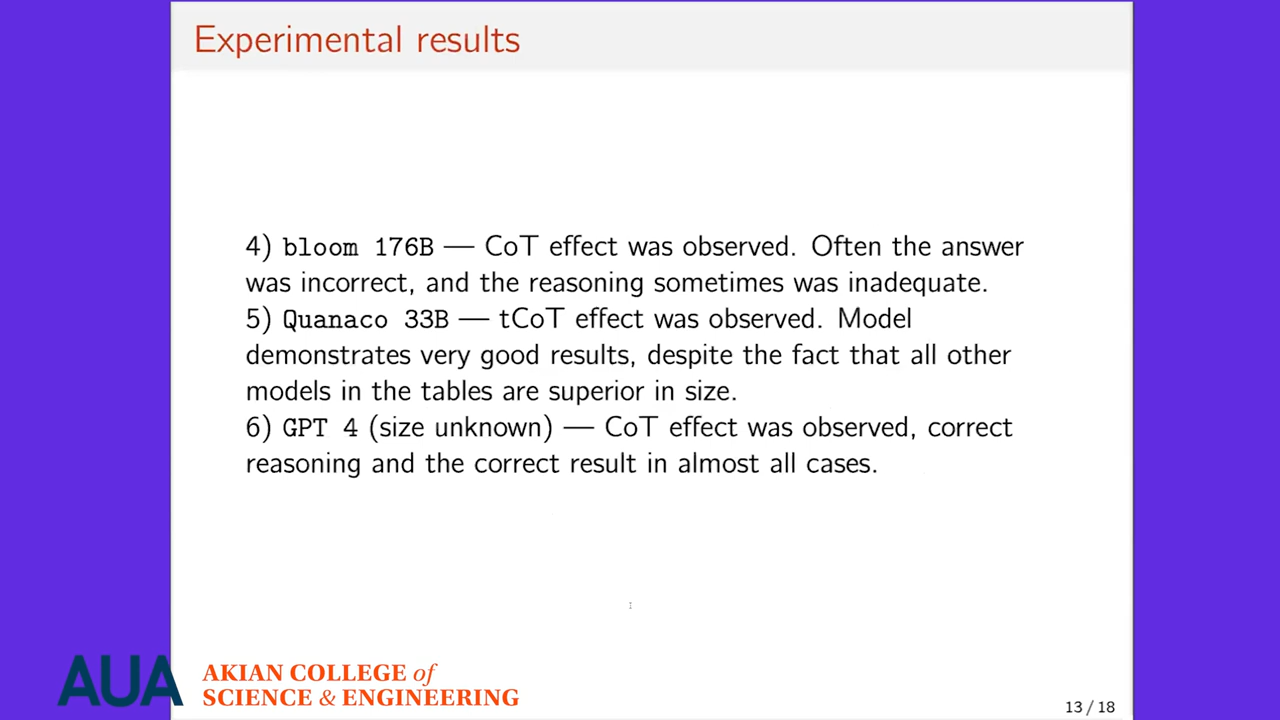 Experimental results
4) bloom 176B — CoT effect was observed. Often the answer
was incorrect, and the reasoning sometimes was inadequate.
5) Quanaco 33B — tCoT effect was observed. Model
demonstrates very good results, despite the fact that all other
models in the tables are superior in size.
6) GPT 4 (size unknown) — CoT effect was observed, correct
reasoning and the correct result in almost all cases.
AUA
AKIAN COLLEGE of
SCIENCE & ENGINEERING
13 / 18